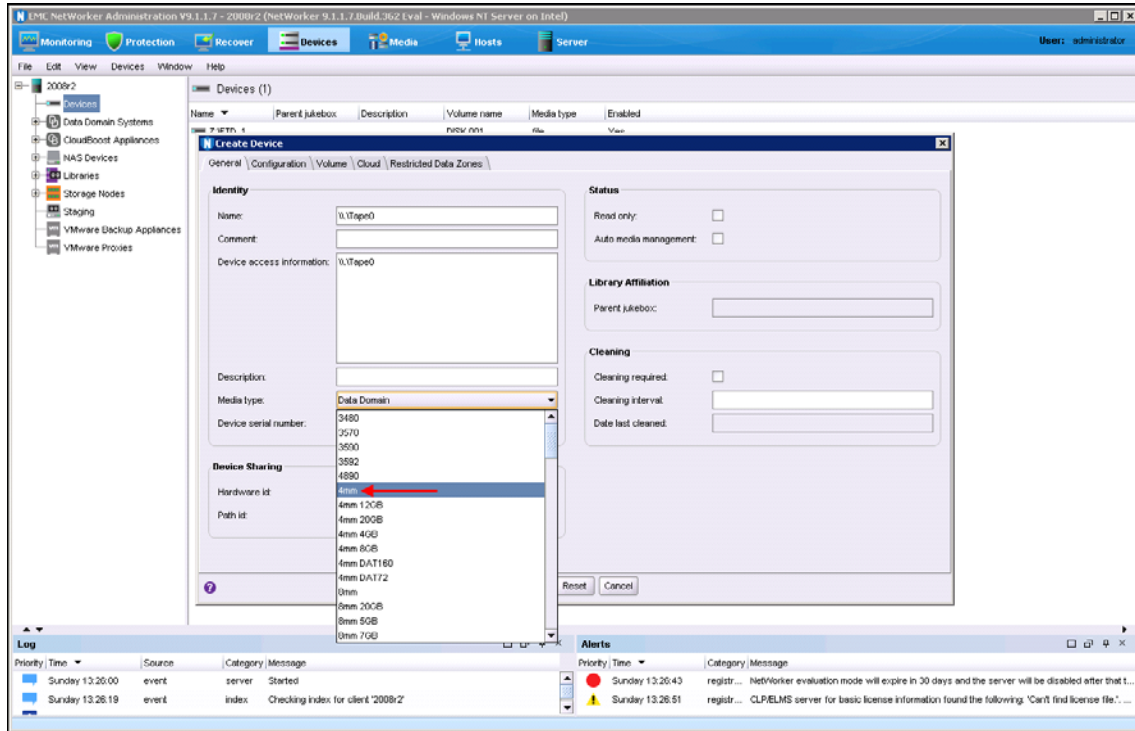 EMC NetWorker Administration V9.1.1.7 - 2008r2 (NetWorker 9.1.1.7.Build.362 Eval - Windows NT Server on Intel)
Monitoring Protection Recover Devices Media Hosts Server User: administrator
File Edit View Devices Window Help
2008r2
Devices
Data Domain Systems
CloudBoost Appliances
NAS Devices
Libraries
Storage Nodes
Staging
VMware Backup Appliances
VMware Proxies
Devices (1)
Name Parent jukebox Description Volume name Media type Enabled
DISK.001 file Yes
Create Device
General Configuration Volume Cloud Restricted Data Zones
Identity
Name: \\.\Tape0
Comment:
Device access information: \\.\Tape0
Description:
Media type: Data Domain
Device serial number:
3480
3570
3590
3592
4890
4mm
4mm 12GB
4mm 20GB
4mm 4GB
4mm 8GB
4mm DAT160
4mm DAT72
8mm
8mm 20GB
8mm 5GB
8mm 7GB
Device Sharing
Hardware id:
Path id:
Status
Read only:
Auto media management:
Library Affiliation
Parent jukebox:
Cleaning
Cleaning required:
Cleaning interval:
Date last cleaned:
Reset Cancel
Log
Priority Time Source Category Message
Sunday 13:26:00 event server Started
Sunday 13:26:19 event index Checking index for client '2008r2'
Alerts
Priority Time Category Message
Sunday 13:26:43 registr... NetWorker evaluation mode will expire in 30 days and the server will be disabled after that t...
Sunday 13:26:51 registr... CLP/ELMS server for basic license information found the following: 'Can't find license file.'. ...